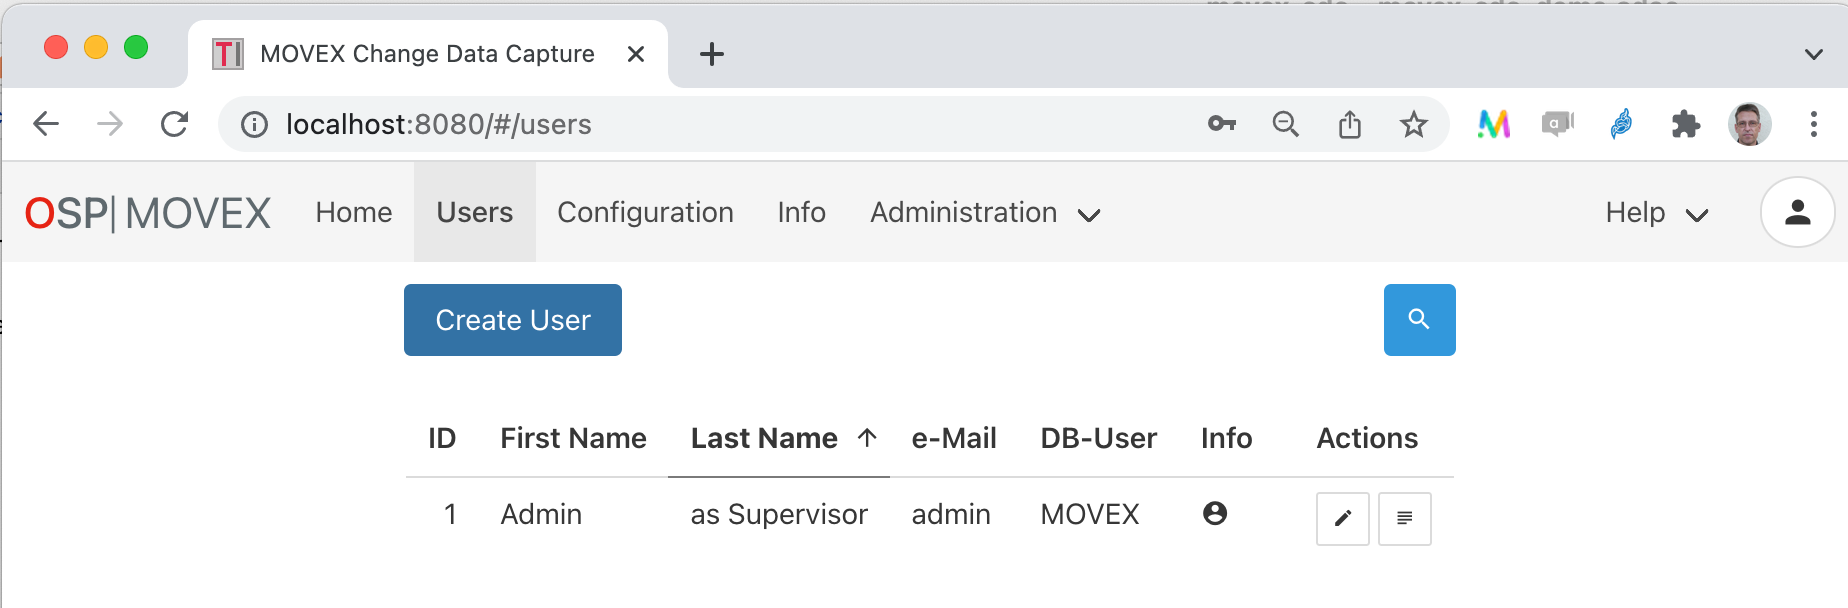 MOVEX Change Data Capture
localhost:8080/#/users
OSP| MOVEX Home Users Configuration Info Administration Help
Create User
ID First Name Last Name e-Mail DB-User Info Actions
1 Admin as Supervisor admin MOVEX